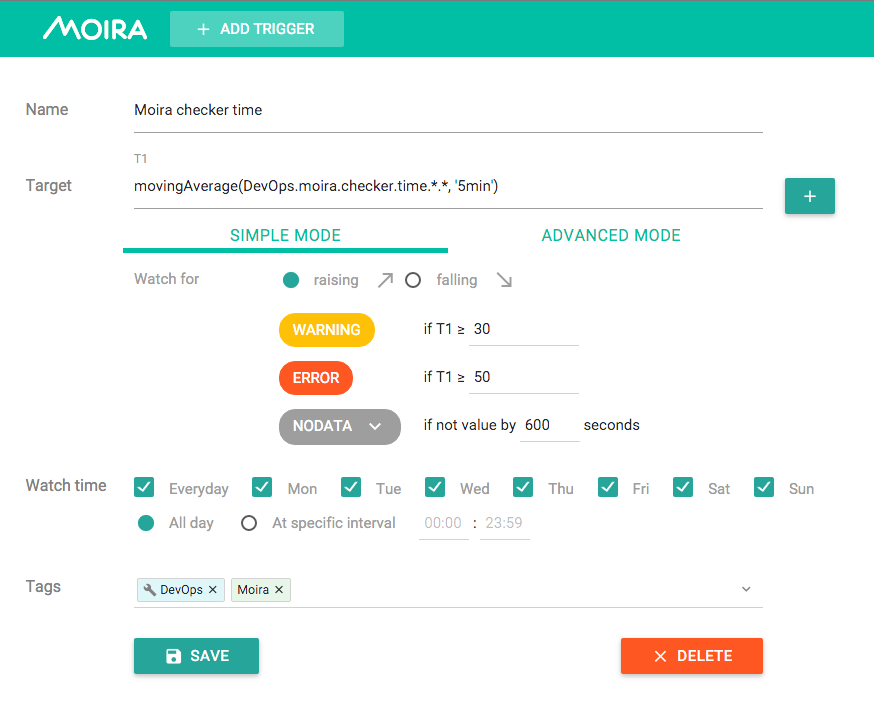 MOIRA + ADD TRIGGER
Name Moira checker time
T1
Target movingAverage(DevOps.moira.checker.time.*.*, '5min') +
SIMPLE MODE ADVANCED MODE
Watch for raising falling
WARNING if T1 ≥ 30
ERROR if T1 ≥ 50
NODATA if not value by 600 seconds
Watch time Everyday Mon Tue Wed Thu Fri Sat Sun
All day At specific interval 00:00 : 23:59
Tags DevOps × Moira ×
SAVE × DELETE